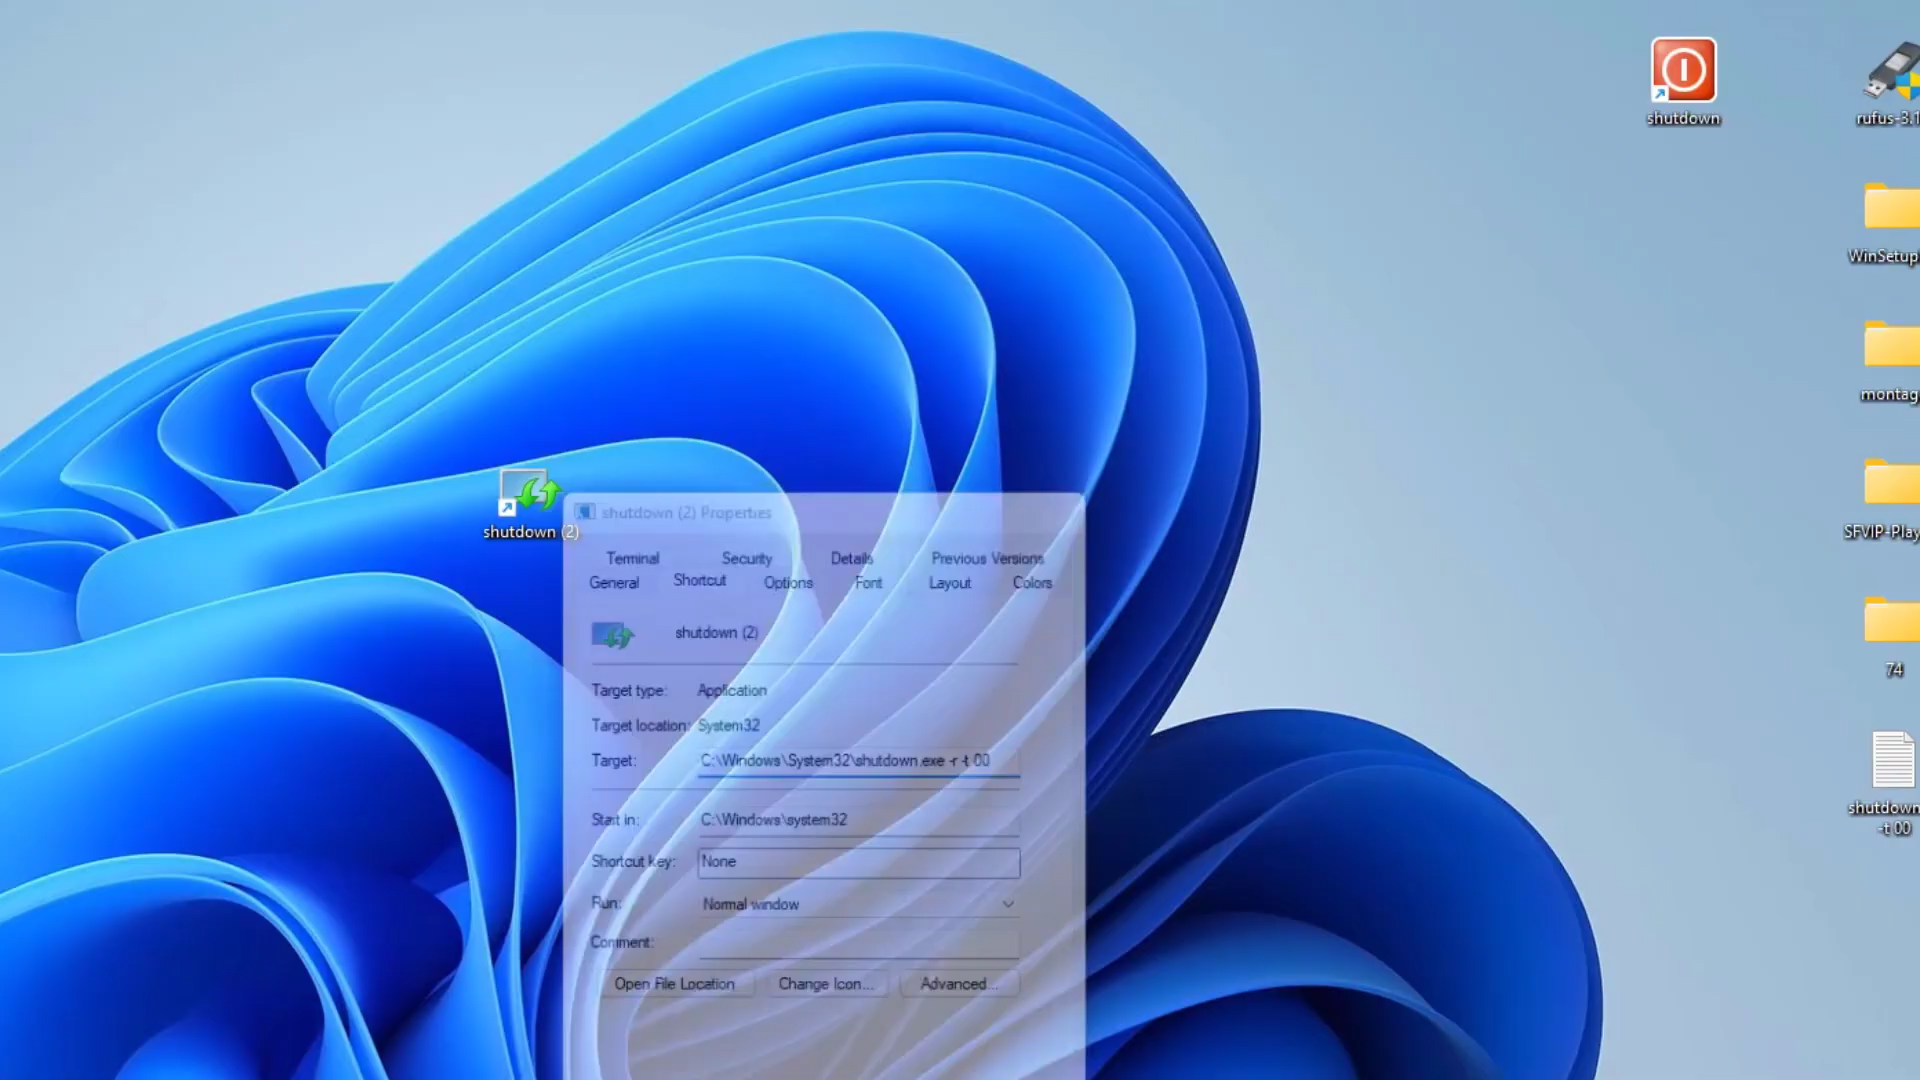 shutdown
rufus-3.1
WinSetup
montag
SFVIP-Play
74
shutdown
-t 00
shutdown (2)
shutdown (2) Properties
Terminal Security Details Previous Versions
General Shortcut Options Font Layout Colors
shutdown (2)
Target type: Application
Target location: System32
Target: C:\Windows\System32\shutdown.exe -r -t 00
Start in: C:\Windows\system32
Shortcut key: None
Run: Normal window
Comment:
Open File Location Change Icon... Advanced...